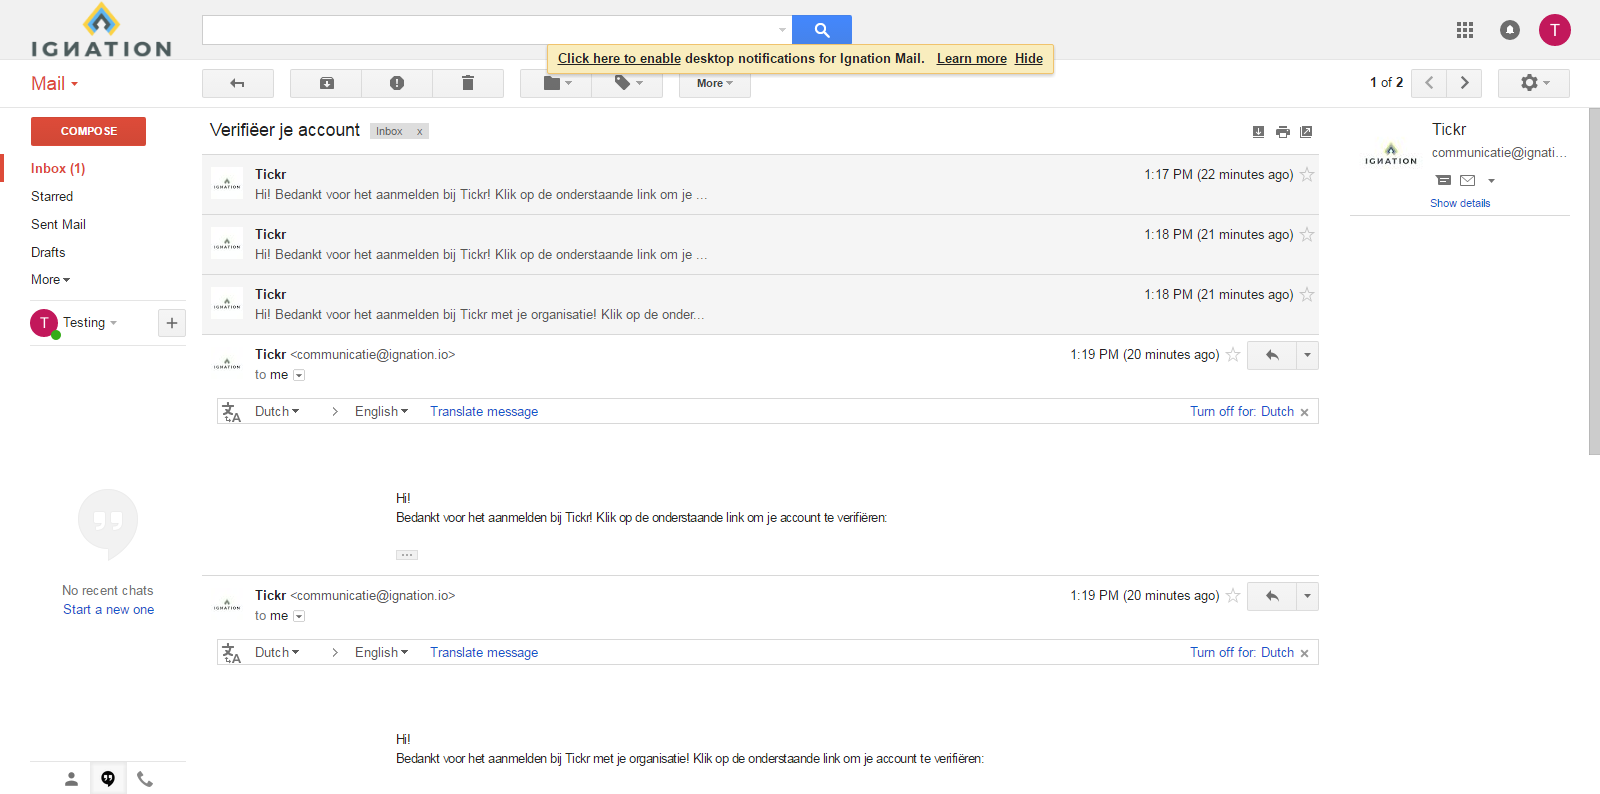 IGNATION
T
Click here to enable desktop notifications for Ignation Mail. Learn more Hide
Mail
More
1 of 2
COMPOSE
Inbox (1)
Starred
Sent Mail
Drafts
More
T Testing
No recent chats
Start a new one
Verifiëer je account Inbox x
IGNATION
Tickr 1:17 PM (22 minutes ago)
Hi! Bedankt voor het aanmelden bij Tickr! Klik op de onderstaande link om je ...
IGNATION
Tickr 1:18 PM (21 minutes ago)
Hi! Bedankt voor het aanmelden bij Tickr! Klik op de onderstaande link om je ...
IGNATION
Tickr 1:18 PM (21 minutes ago)
Hi! Bedankt voor het aanmelden bij Tickr met je organisatie! Klik op de onder...
IGNATION
Tickr <communicatie@ignation.io> 1:19 PM (20 minutes ago)
to me
Dutch > English Translate message Turn off for: Dutch x
Hi!
Bedankt voor het aanmelden bij Tickr! Klik op de onderstaande link om je account te verifiëren:
...
IGNATION
Tickr <communicatie@ignation.io> 1:19 PM (20 minutes ago)
to me
Dutch > English Translate message Turn off for: Dutch x
Hi!
Bedankt voor het aanmelden bij Tickr met je organisatie! Klik op de onderstaande link om je account te verifiëren:
IGNATION
Tickr
communicatie@ignati...
Show details